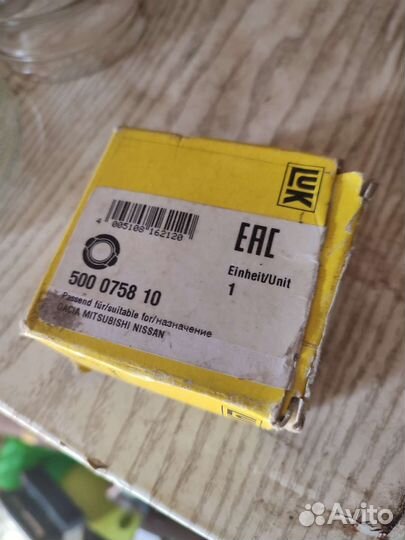 LUK
4 005108 162120
EAC
Einheit/Unit
1
500 0758 10
Passend für/suitable for/назначение
DACIA MITSUBISHI NISSAN
Avito